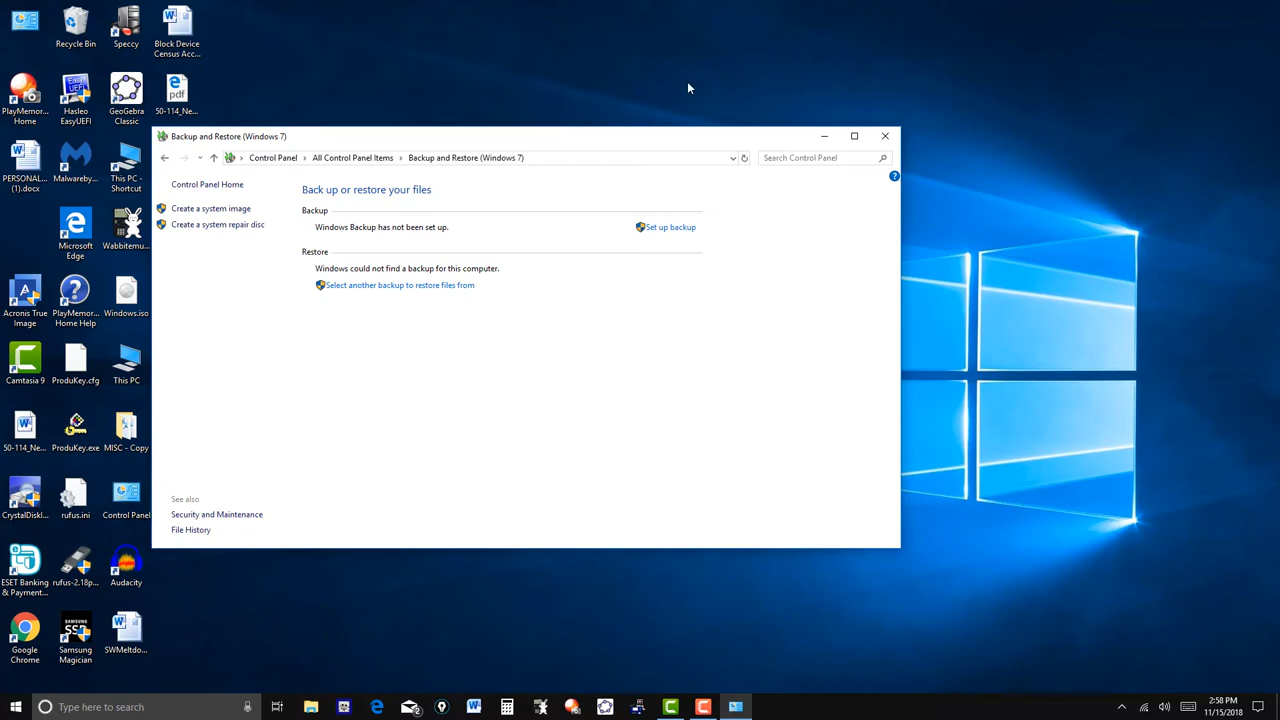 Recycle Bin
Speccy
Block Device
Census Acc...
PlayMemor...
Home
Hasleo
EasyUEFI
GeoGebra
Classic
pdf
50-114_Ne...
PERSONAL...
(1).docx
Malwareby...
This PC -
Shortcut
Microsoft
Edge
Wabbitemu...
Acronis True
Image
PlayMemor...
Home Help
Windows.iso
Camtasia 9
ProduKey.cfg
This PC
50-114_Ne...
ProduKey.exe
MISC - Copy
CrystalDiskI...
rufus.ini
Control Panel
ESET Banking
& Payment...
rufus-2.18p...
Audacity
Google
Chrome
Samsung
Magician
SWMeltdo...
Backup and Restore (Windows 7)
Control Panel > All Control Panel Items > Backup and Restore (Windows 7)
Search Control Panel
Control Panel Home
Create a system image
Create a system repair disc
Back up or restore your files
Backup
Windows Backup has not been set up.
Set up backup
Restore
Windows could not find a backup for this computer.
Select another backup to restore files from
See also
Security and Maintenance
File History
Type here to search
2:58 PM
11/15/2018